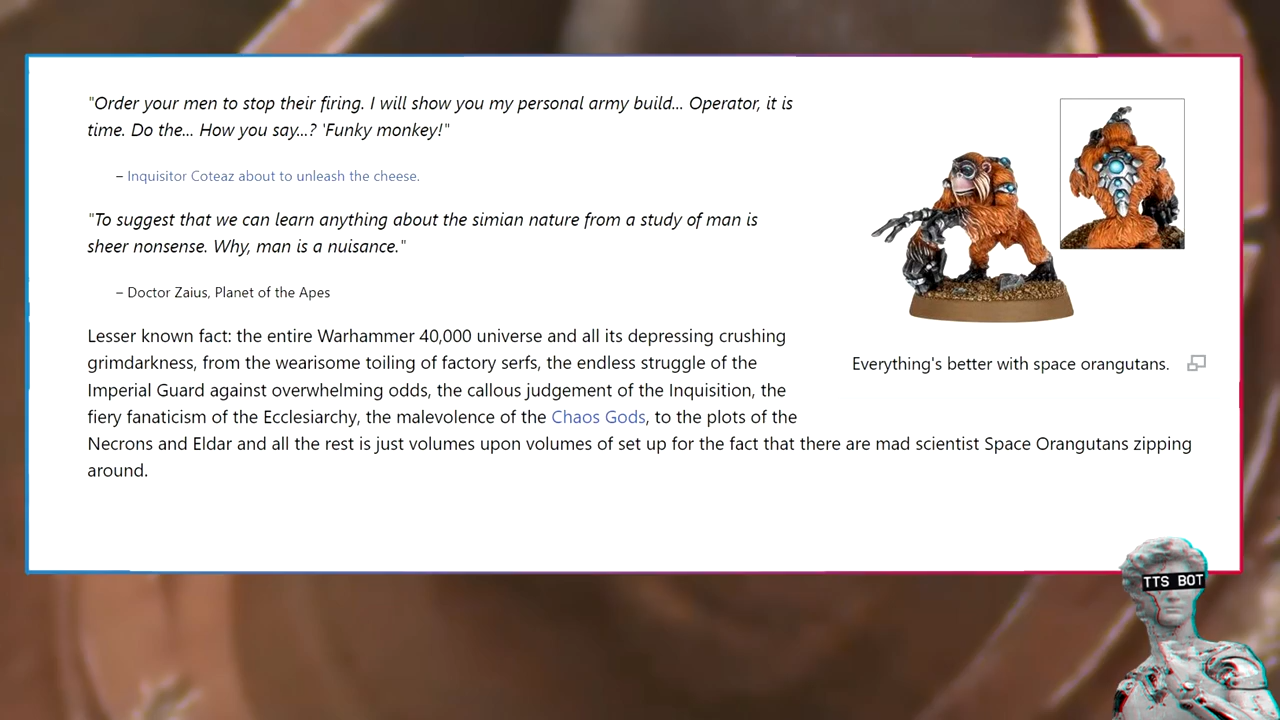 "Order your men to stop their firing. I will show you my personal army build... Operator, it is
time. Do the... How you say...? 'Funky monkey!"
– Inquisitor Coteaz about to unleash the cheese.
"To suggest that we can learn anything about the simian nature from a study of man is
sheer nonsense. Why, man is a nuisance."
– Doctor Zaius, Planet of the Apes
Everything's better with space orangutans.
Lesser known fact: the entire Warhammer 40,000 universe and all its depressing crushing
grimdarkness, from the wearisome toiling of factory serfs, the endless struggle of the
Imperial Guard against overwhelming odds, the callous judgement of the Inquisition, the
fiery fanaticism of the Ecclesiarchy, the malevolence of the Chaos Gods, to the plots of the
Necrons and Eldar and all the rest is just volumes upon volumes of set up for the fact that there are mad scientist Space Orangutans zipping
around.
TTS BOT